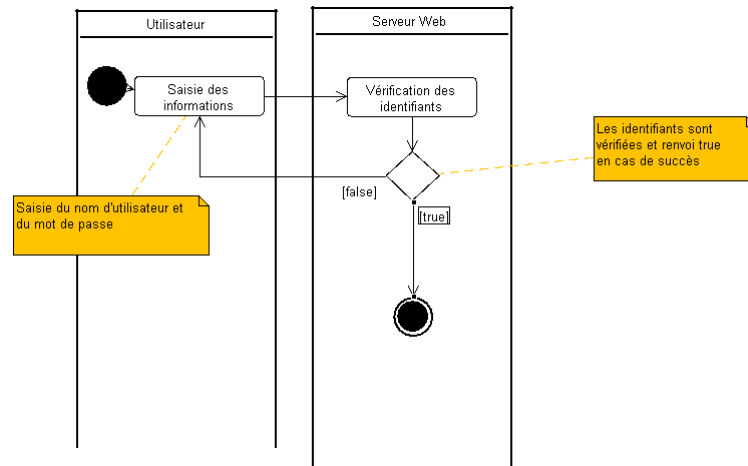 Utilisateur
Serveur Web
Saisie des
informations
Vérification des
identifiants
Les identifiants sont
vérifiées et renvoi true
en cas de succès
[false]
[true]
Saisie du nom d'utilisateur et
du mot de passe